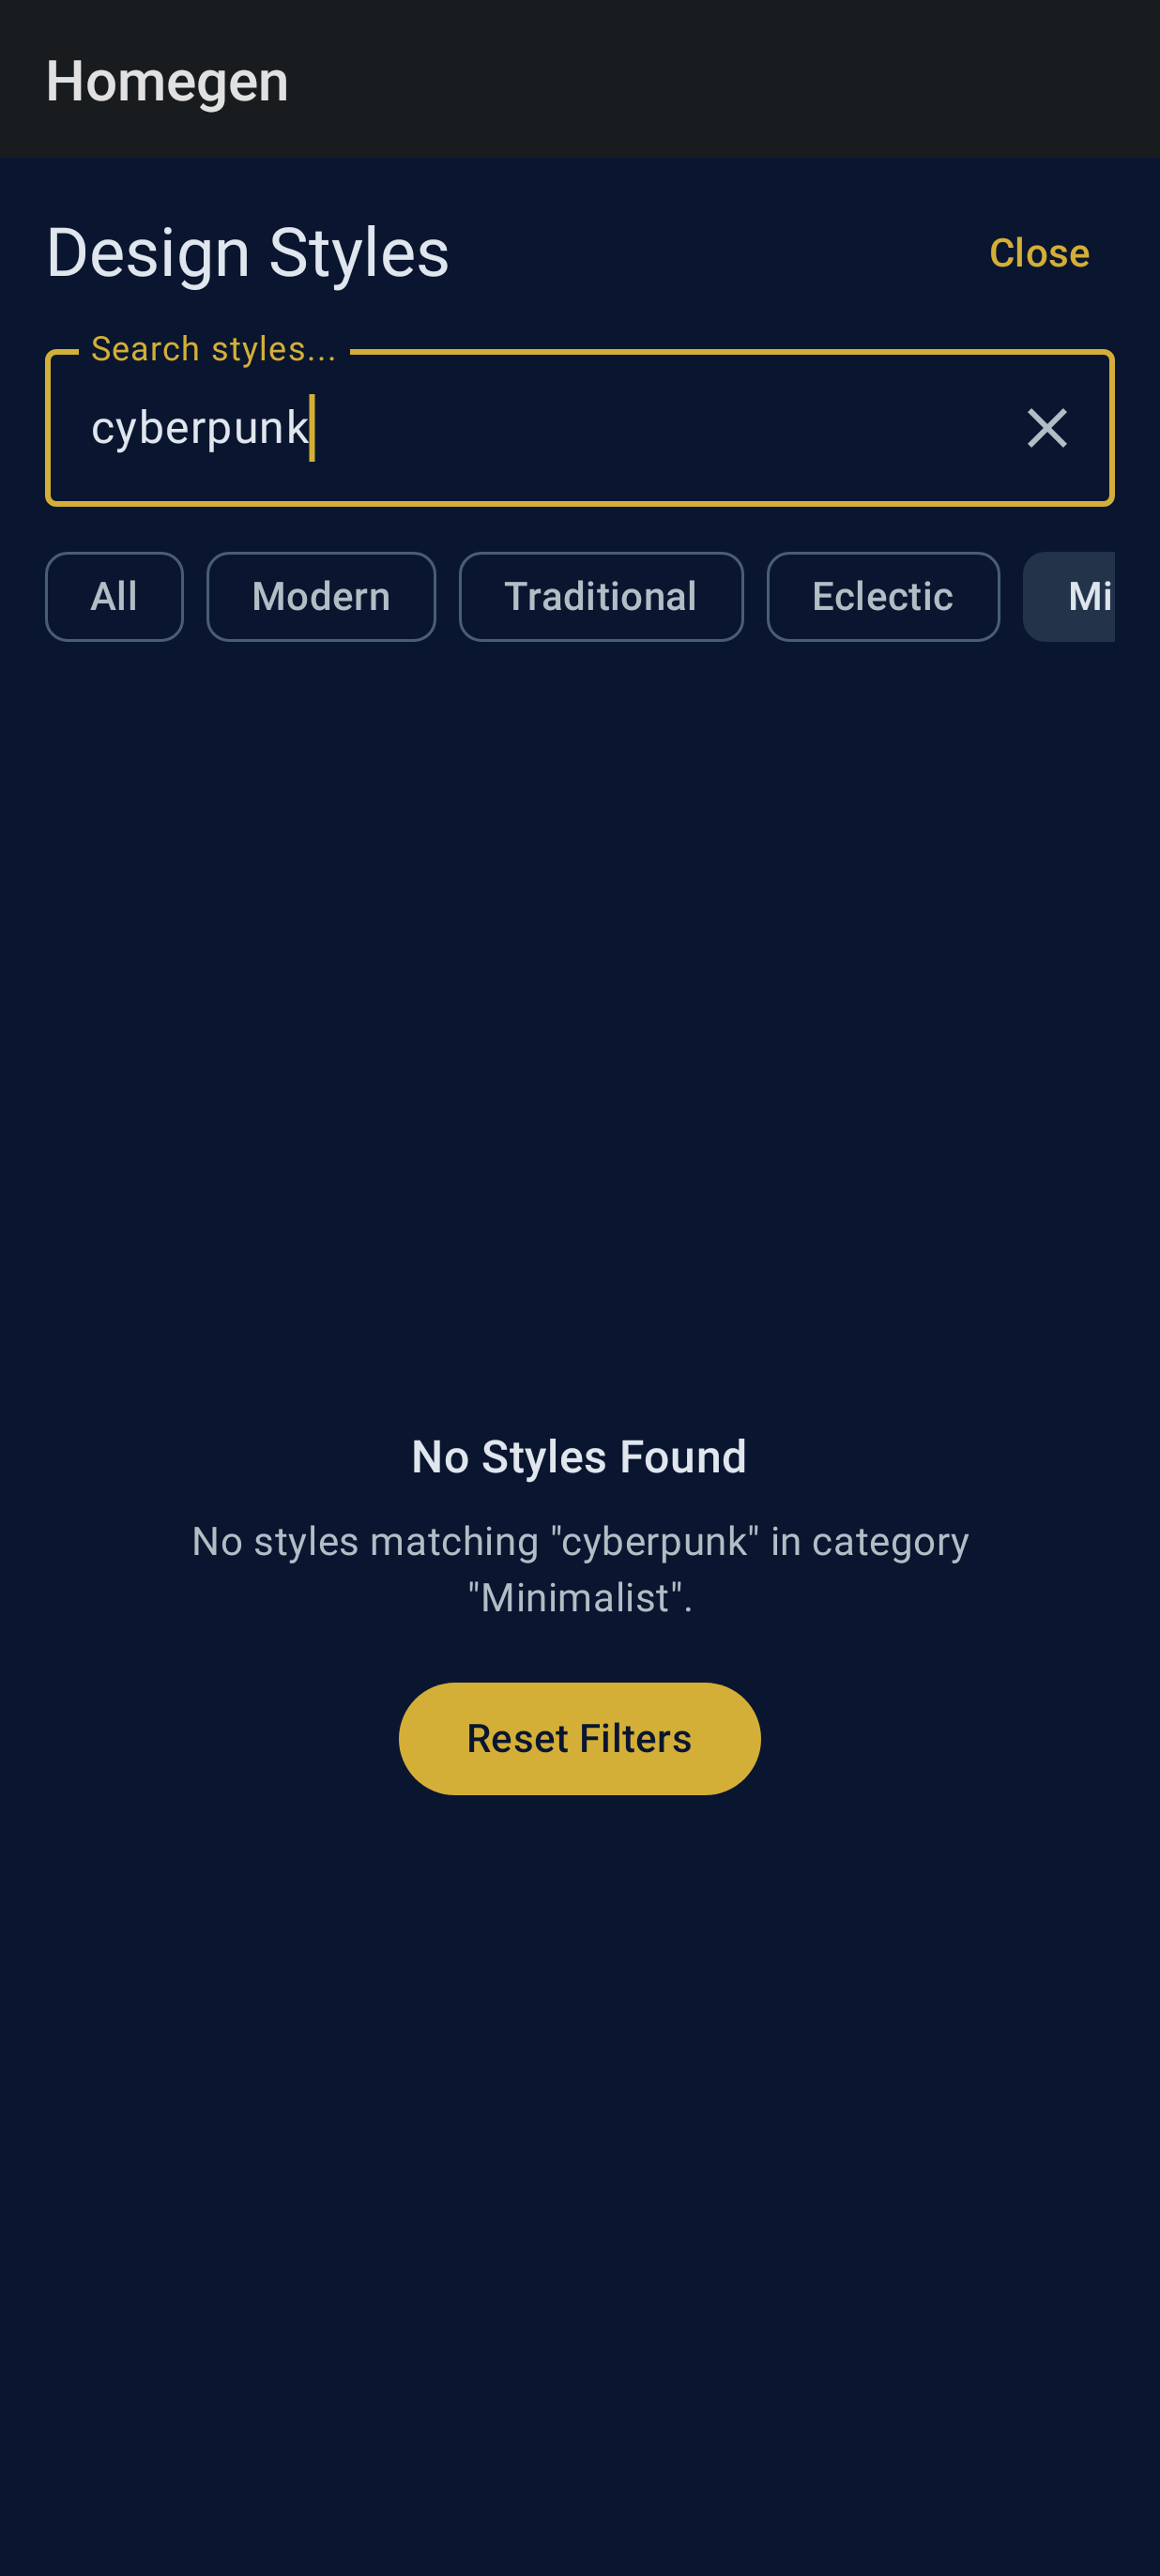 Homegen
Design Styles
Close
Search styles...
cyberpunk
All
Modern
Traditional
Eclectic
Mi
No Styles Found
No styles matching "cyberpunk" in category
"Minimalist".
Reset Filters